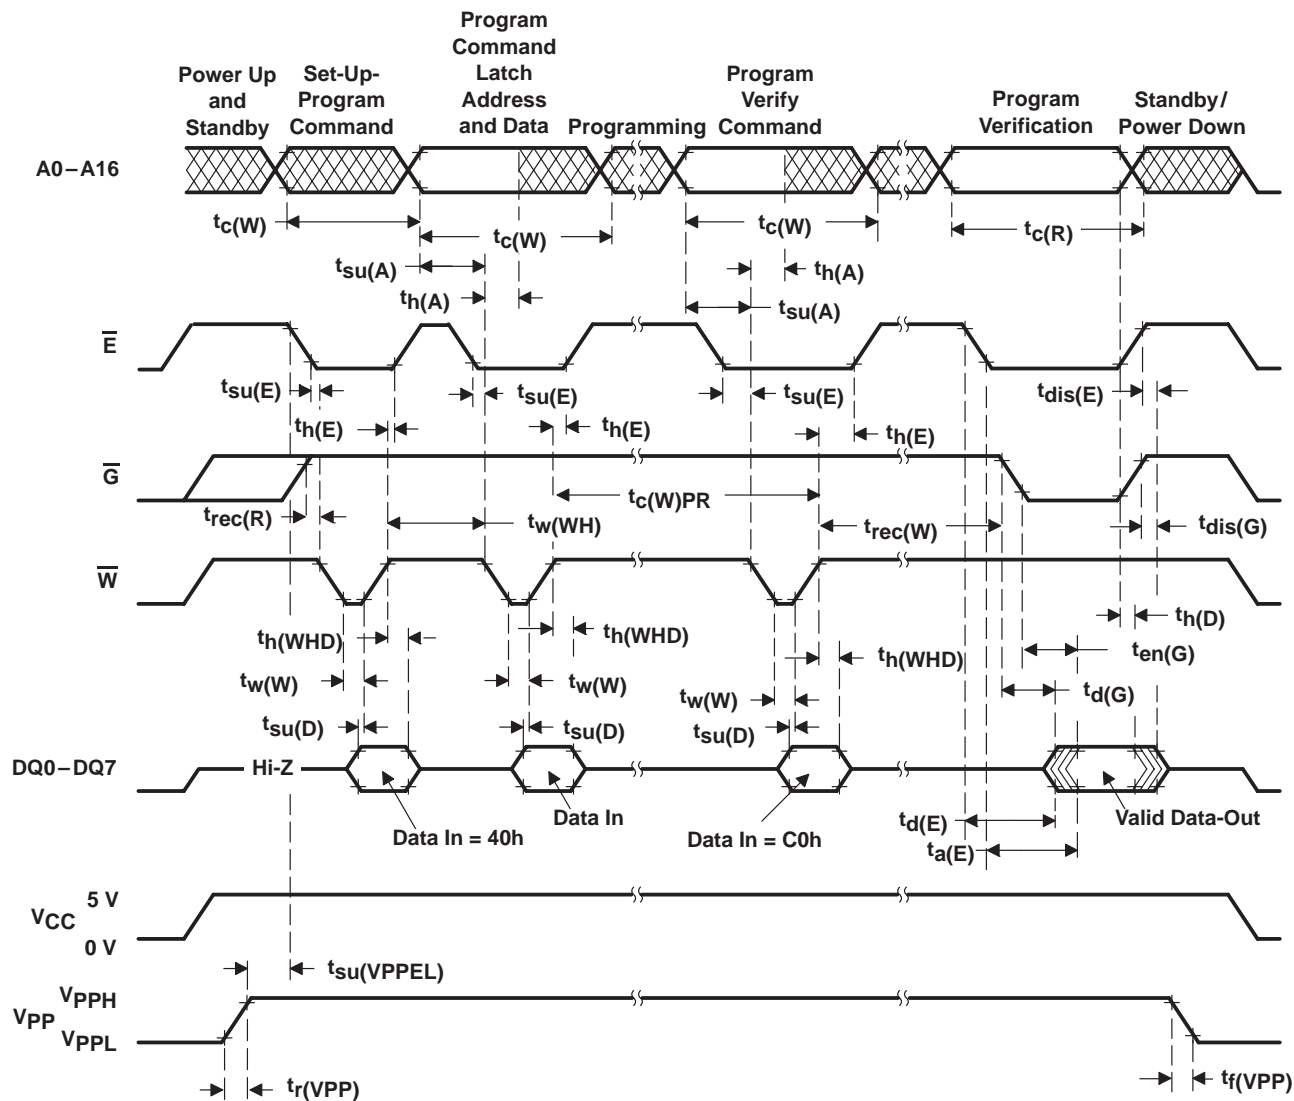 Power Up
and
Standby
Set-Up-
Program
Command
Program
Command
Latch
Address
and Data
Programming
Program
Verify
Command
Program
Verification
Standby/
Power Down
A0–A16
tc(W)
tc(W)
tc(W)
tc(R)
tsu(A)
th(A)
th(A)
tsu(A)
E
tsu(E)
tsu(E)
tsu(E)
tdis(E)
th(E)
th(E)
th(E)
G
trec(R)
tw(WH)
tc(W)PR
trec(W)
tdis(G)
W
th(WHD)
th(WHD)
th(WHD)
th(D)
ten(G)
tw(W)
tw(W)
tw(W)
td(G)
tsu(D)
tsu(D)
tsu(D)
DQ0–DQ7
Hi-Z
Data In = 40h
Data In
Data In = C0h
Valid Data-Out
td(E)
ta(E)
VCC
5 V
0 V
tsu(VPPEL)
VPP
VPPH
VPPL
tr(VPP)
tf(VPP)